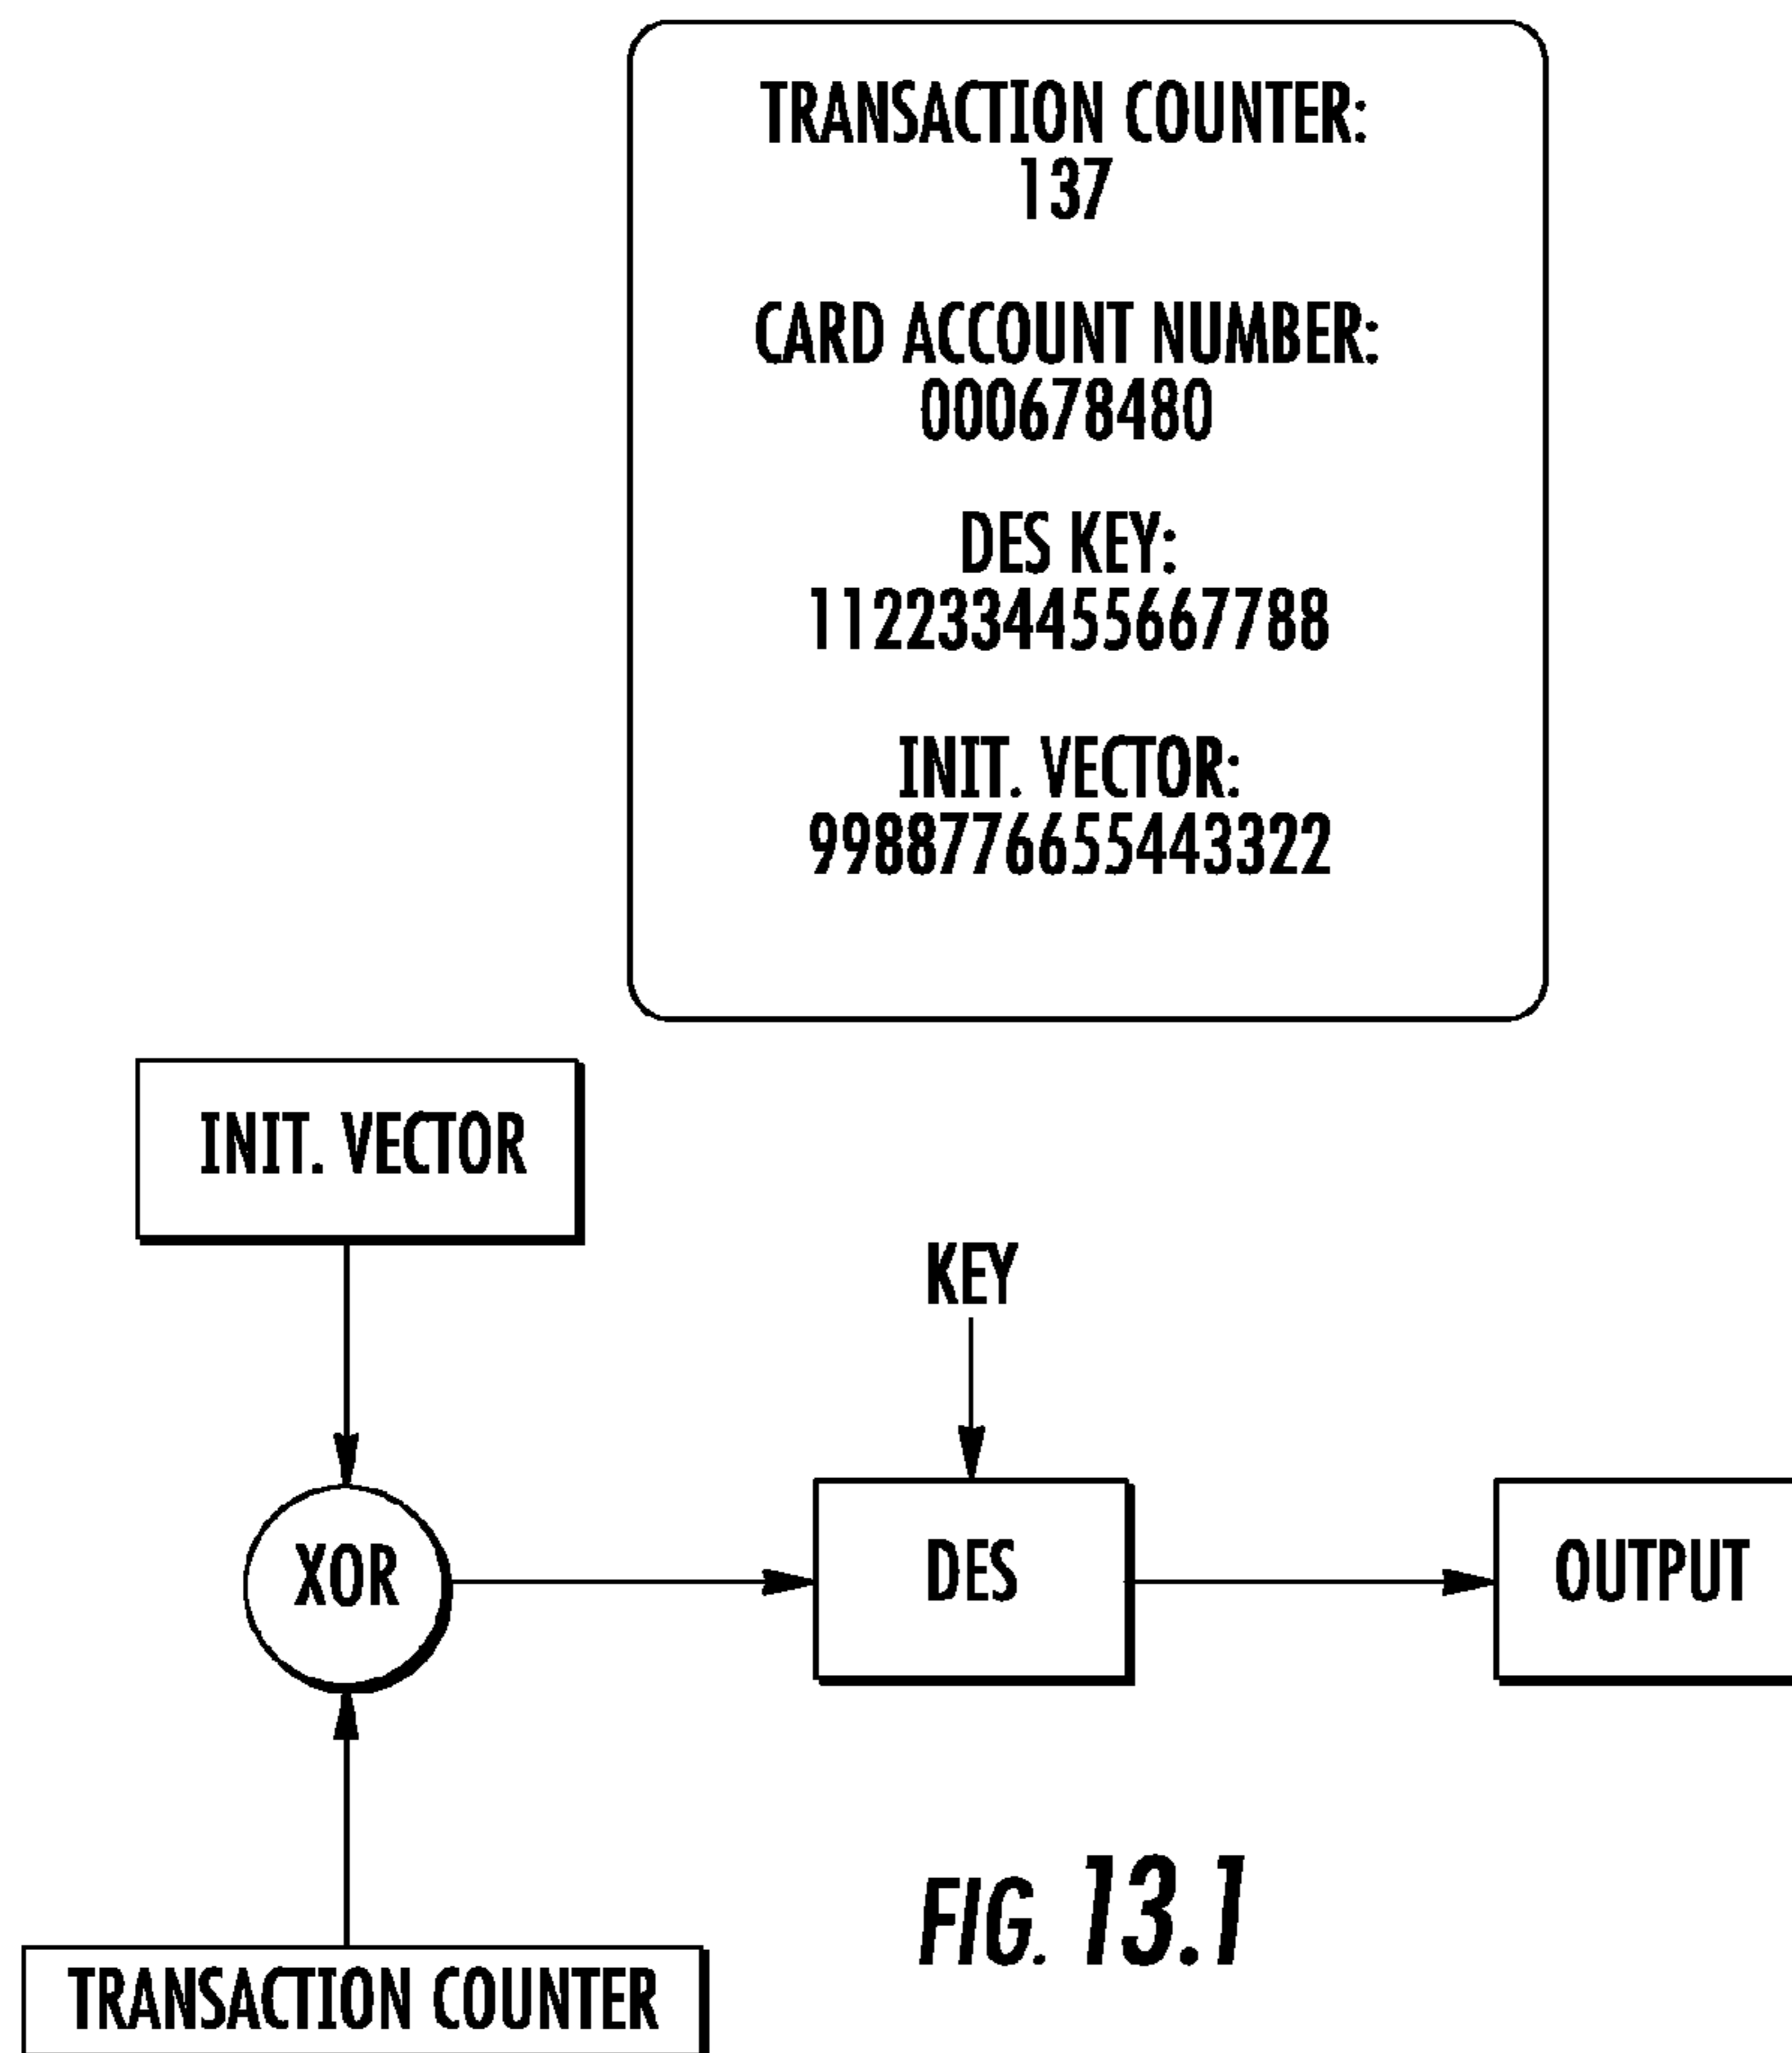 TRANSACTION COUNTER:
137
CARD ACCOUNT NUMBER:
000678480
DES KEY:
1122334455667788
INIT. VECTOR:
9988776655443322
INIT. VECTOR
KEY
XOR
DES
OUTPUT
FIG. 13.1
TRANSACTION COUNTER